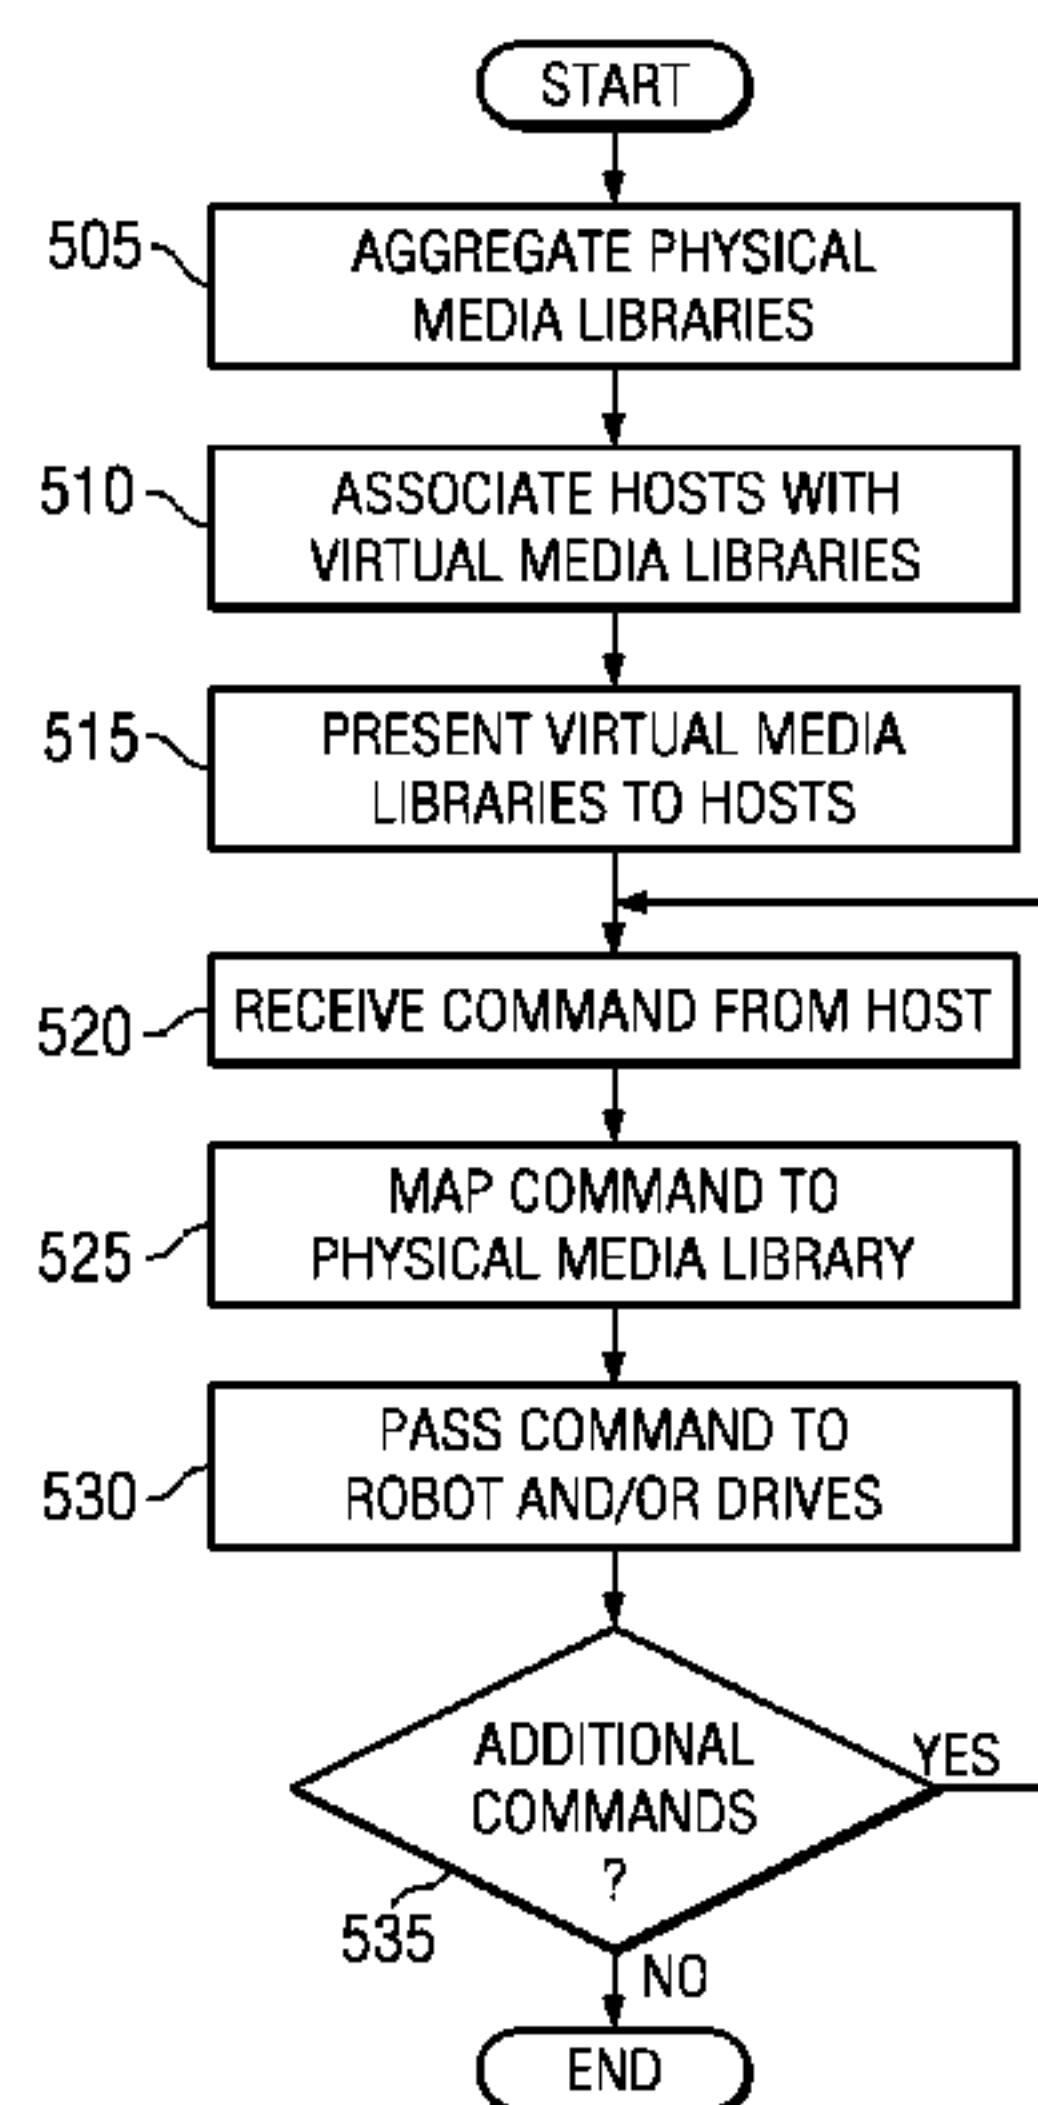 START
505
AGGREGATE PHYSICAL
MEDIA LIBRARIES
510
ASSOCIATE HOSTS WITH
VIRTUAL MEDIA LIBRARIES
515
PRESENT VIRTUAL MEDIA
LIBRARIES TO HOSTS
520
RECEIVE COMMAND FROM HOST
525
MAP COMMAND TO
PHYSICAL MEDIA LIBRARY
530
PASS COMMAND TO
ROBOT AND/OR DRIVES
ADDITIONAL
COMMANDS
?
YES
535
NO
END